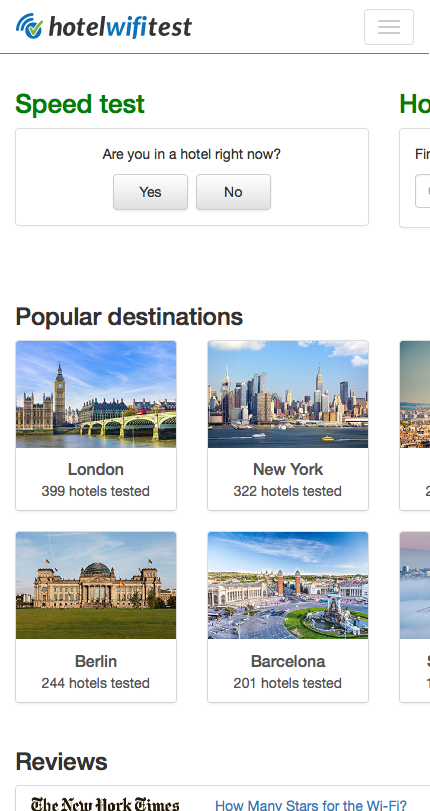 hotelwifitest
Speed test
Ho
Are you in a hotel right now?
Fi
Yes
No
Popular destinations
London
399 hotels tested
New York
322 hotels tested
2
Berlin
244 hotels tested
Barcelona
201 hotels tested
S
1
Reviews
The New York Times
How Many Stars for the Wi-Fi?